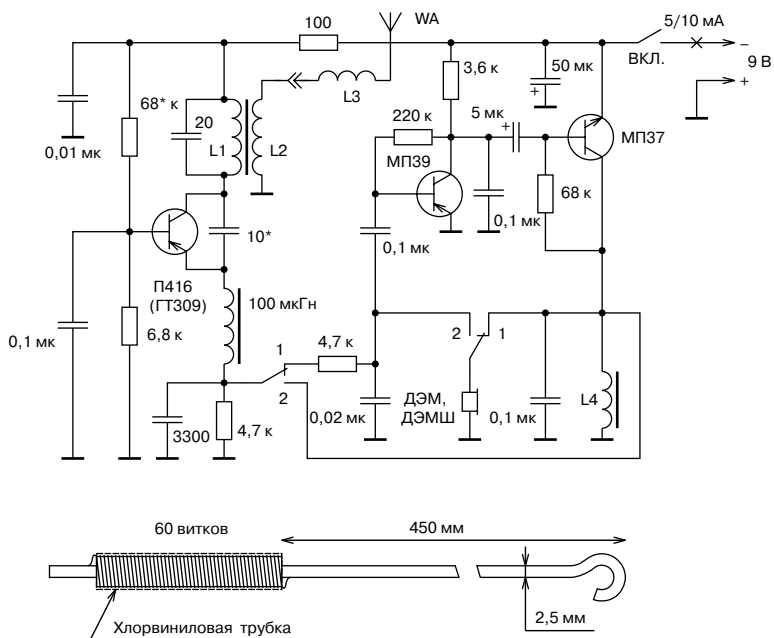 100
WA
5/10 мА
−
9 В
+
ВКЛ.
3,6 к
50 мк
+
L3
68* к
20
L1
L2
220 к
5 мк
+
МП37
МП39
0,01 мк
68 к
0,1 мк
10*
0,1 мк
П416
(ГТ309)
100 мкГн
0,1 мк
6,8 к
4,7 к
1
2
2
1
3300
4,7 к
0,02 мк
ДЭМ,
ДЭМШ
0,1 мк
L4
60 витков
450 мм
2,5 мм
Хлорвиниловая трубка